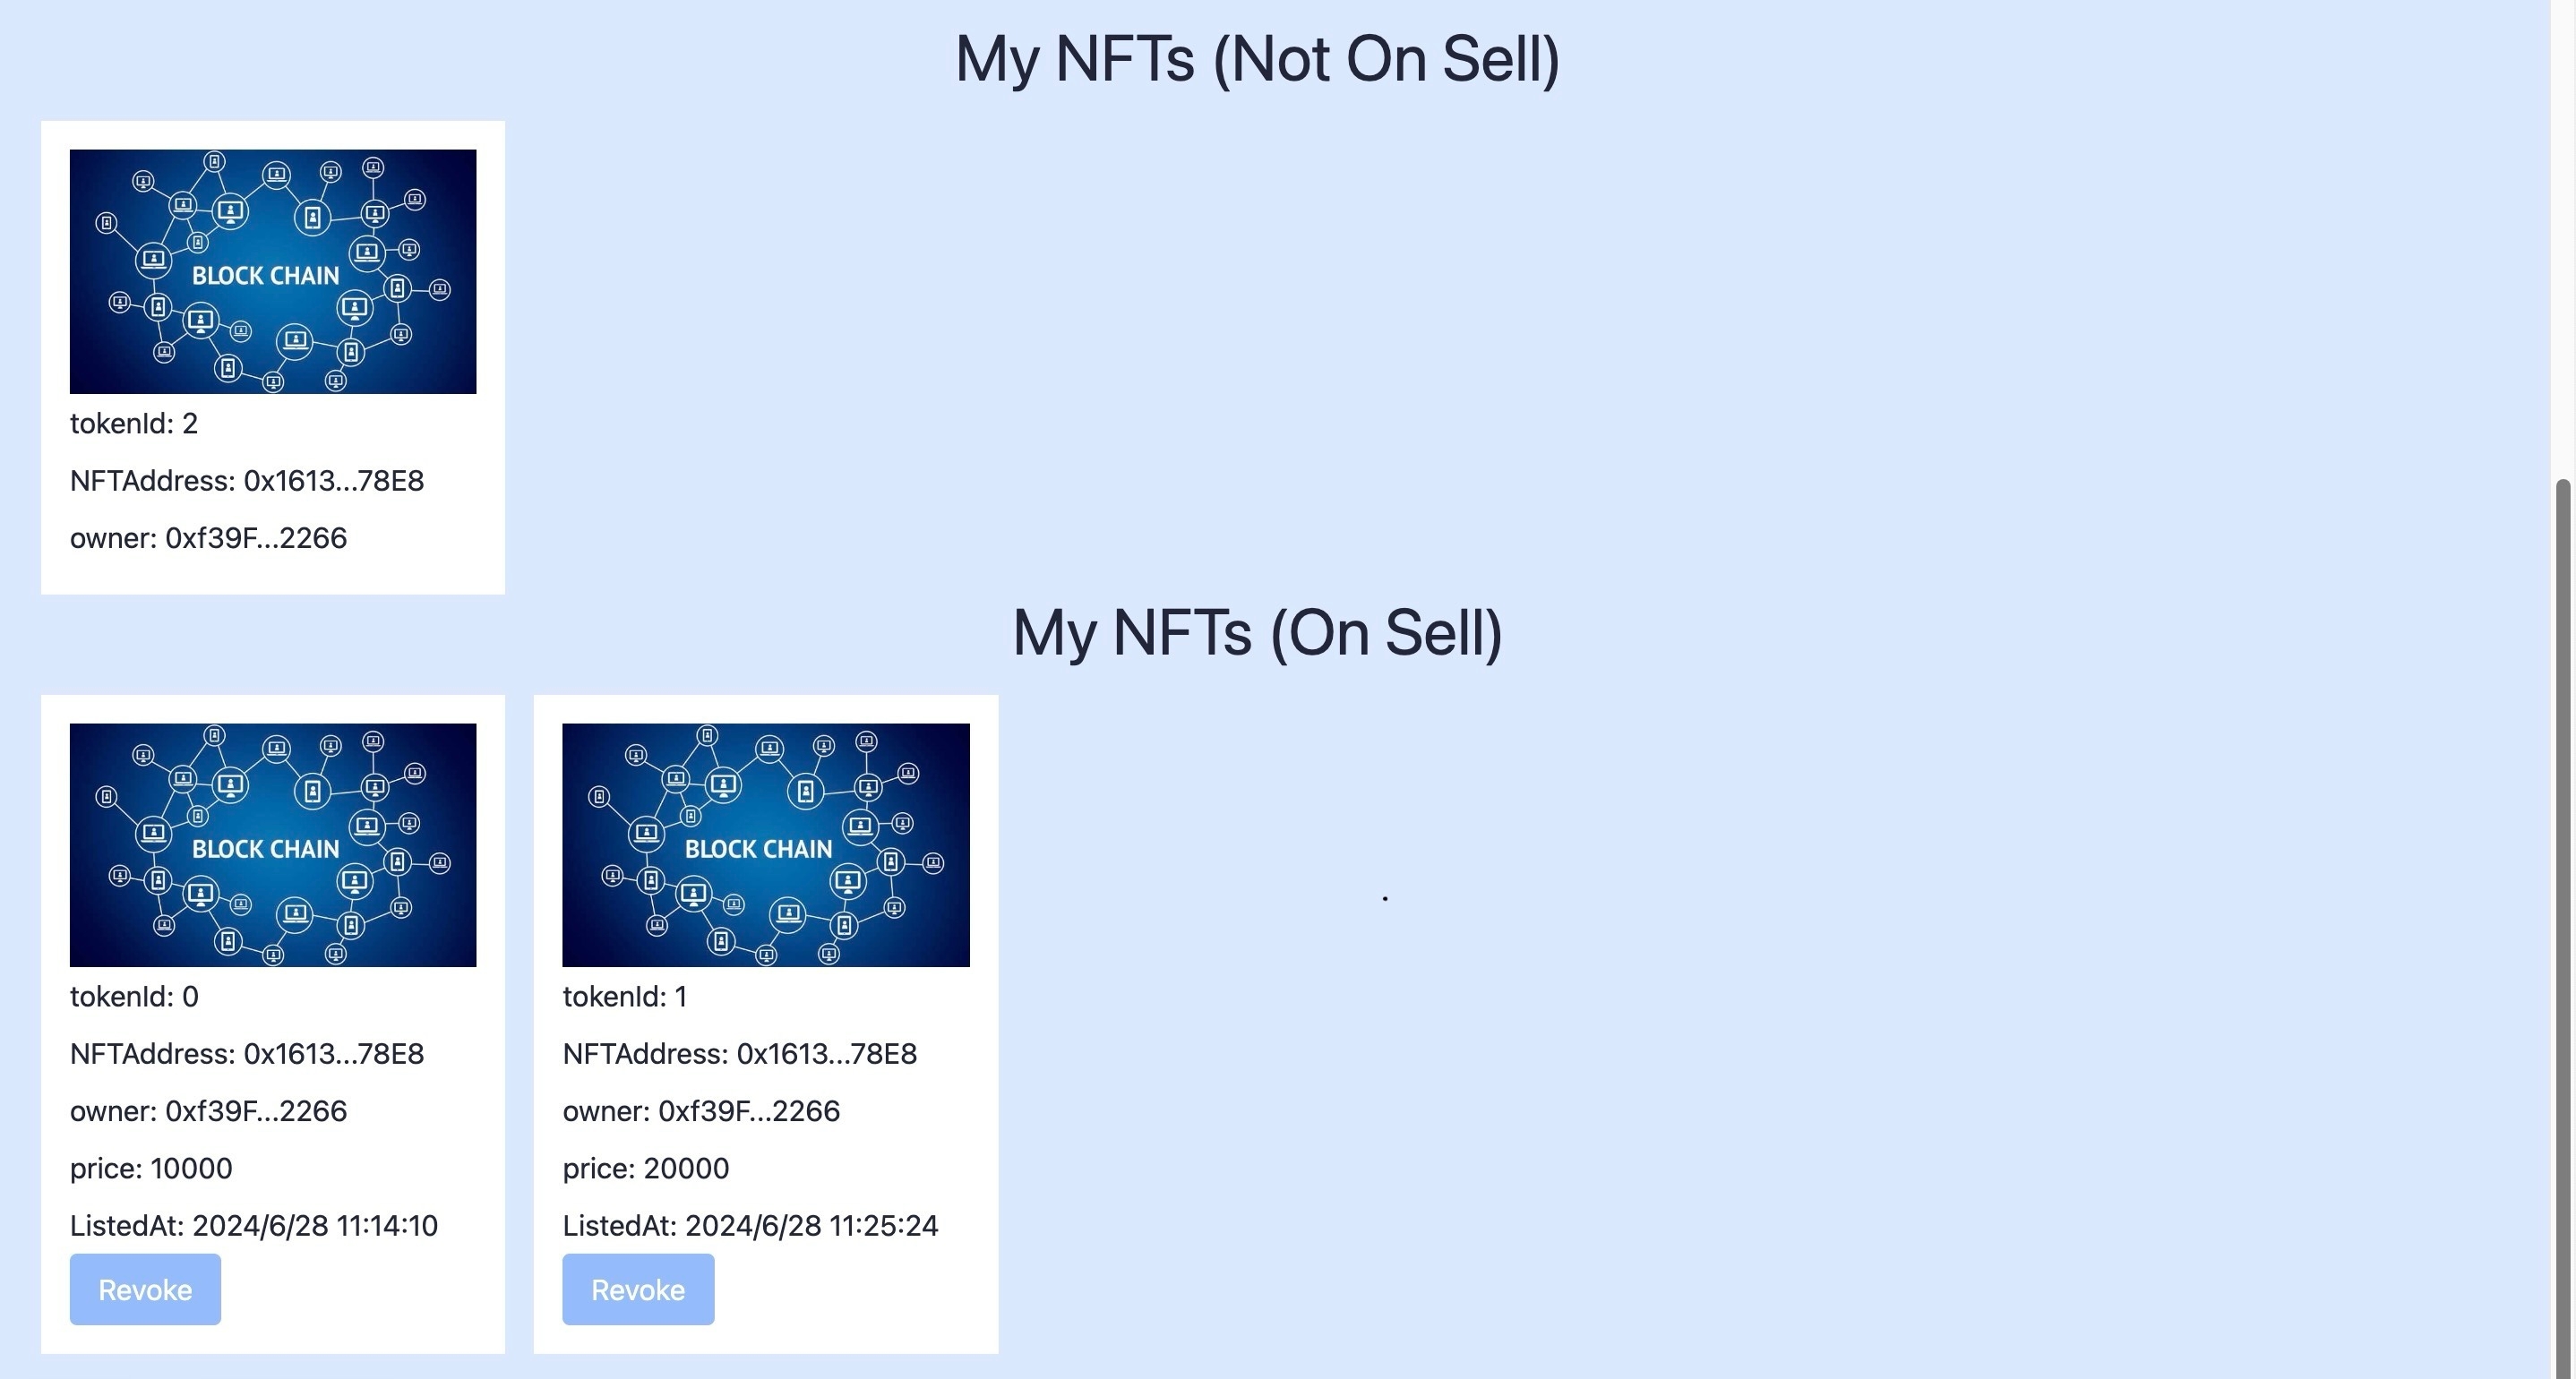 My NFTs (Not On Sell)
BLOCK CHAIN
tokenId: 2
NFTAddress: 0x1613...78E8
owner: 0xf39F...2266
My NFTs (On Sell)
BLOCK CHAIN
tokenId: 0
NFTAddress: 0x1613...78E8
owner: 0xf39F...2266
price: 10000
ListedAt: 2024/6/28 11:14:10
Revoke
BLOCK CHAIN
tokenId: 1
NFTAddress: 0x1613...78E8
owner: 0xf39F...2266
price: 20000
ListedAt: 2024/6/28 11:25:24
Revoke